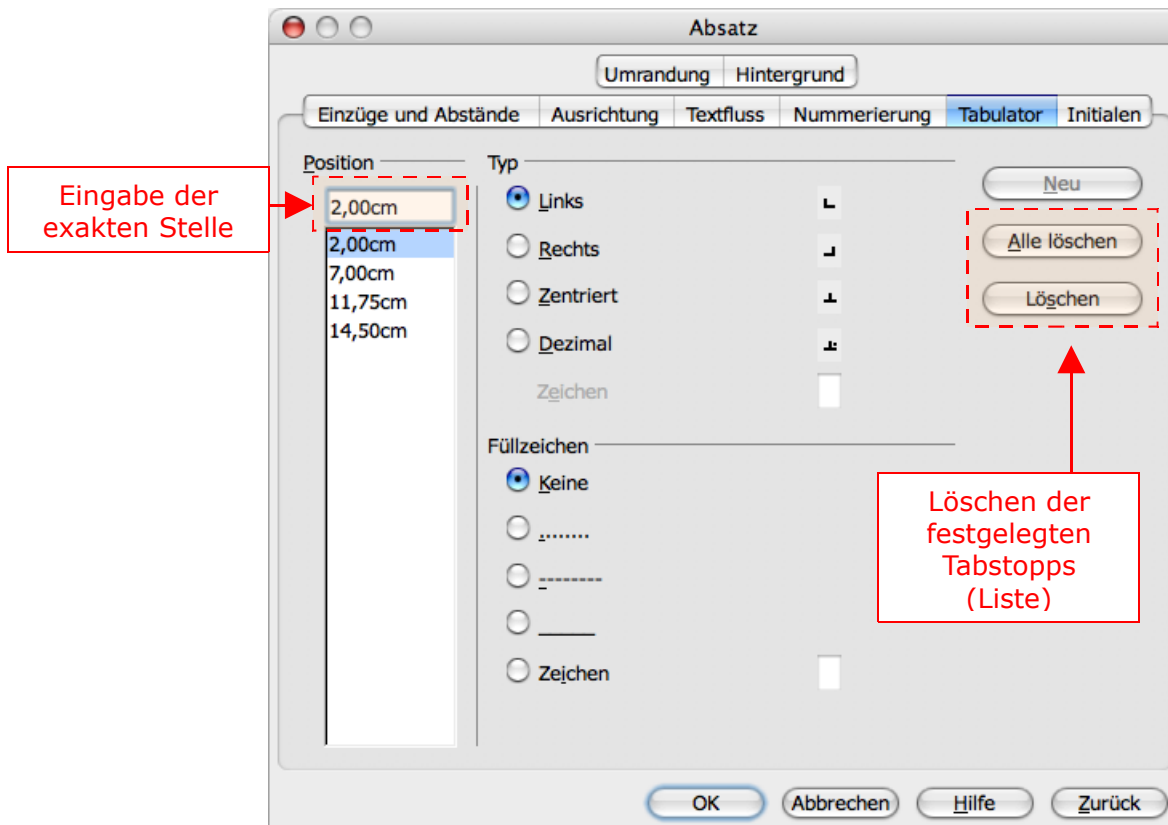 Absatz
Umrandung Hintergrund
Einzüge und Abstände Ausrichtung Textfluss Nummerierung Tabulator Initialen
Position
2,00cm
2,00cm
7,00cm
11,75cm
14,50cm
Eingabe der
exakten Stelle
Typ
Links
Rechts
Zentriert
Dezimal
Zeichen
Füllzeichen
Keine
........
--------
_____
Zeichen
Neu
Alle löschen
Löschen
Löschen der
festgelegten
Tabstopps
(Liste)
OK Abbrechen Hilfe Zurück